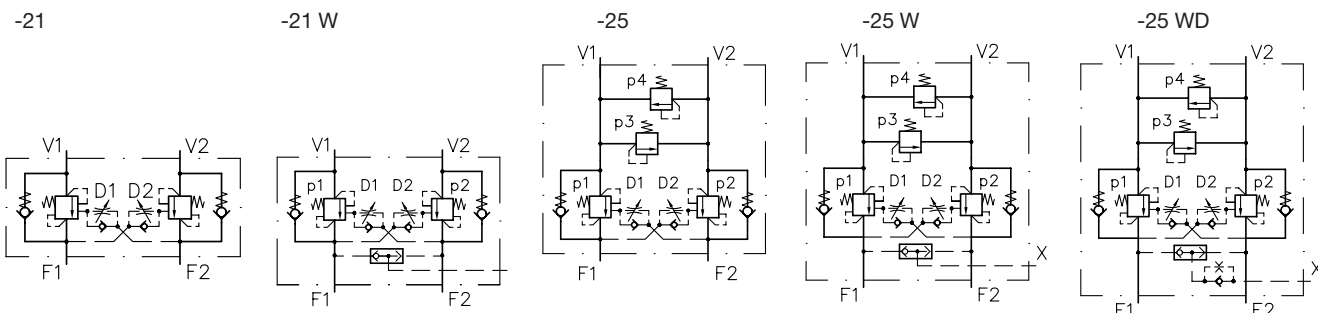 -21
-21 W
-25
-25 W
-25 WD
V1 V2
D1 D2
F1 F2
V1 V2
p1 D1 D2 p2
F1 F2
V1 V2
p4
p3
p1 D1 D2 p2
F1 F2
V1 V2
p4
p3
p1 D1 D2 p2
X
F1 F2
V1 V2
p4
p3
p1 D1 D2 p2
X
F1 F2